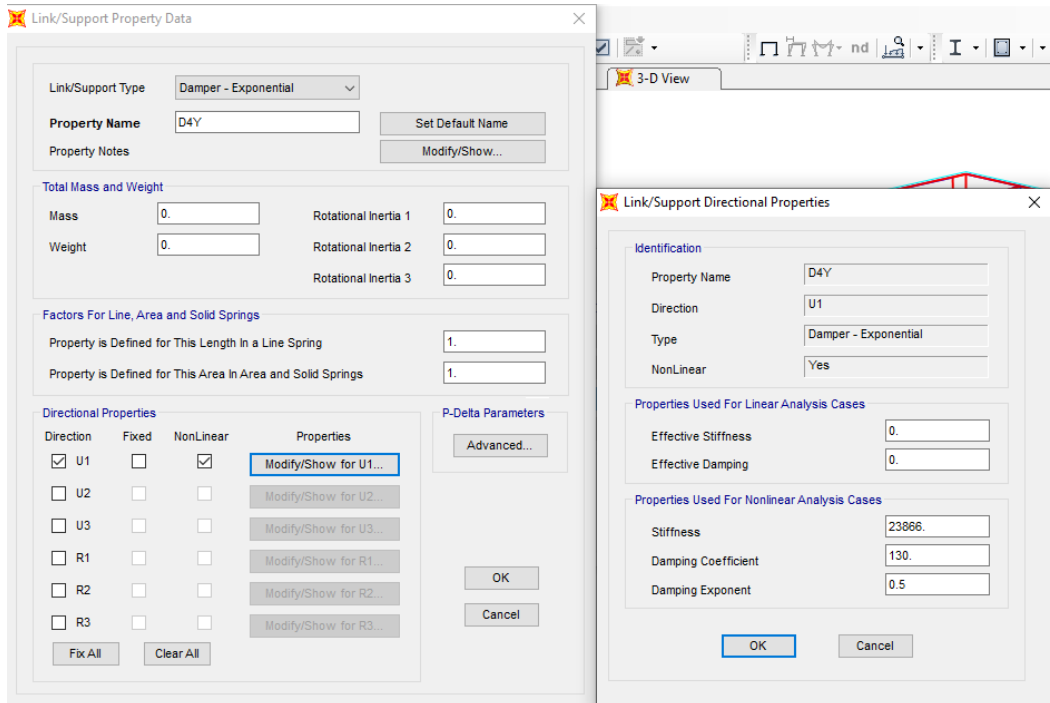 Link/Support Property Data
Link/Support Type Damper - Exponential
Property Name D4Y Set Default Name
Property Notes Modify/Show...
Total Mass and Weight
Mass 0. Rotational Inertia 1 0.
Weight 0. Rotational Inertia 2 0.
Rotational Inertia 3 0.
Factors For Line, Area and Solid Springs
Property is Defined for This Length In a Line Spring 1.
Property is Defined for This Area In Area and Solid Springs 1.
Directional Properties
Direction Fixed NonLinear Properties
U1 Modify/Show for U1...
U2 Modify/Show for U2...
U3 Modify/Show for U3...
R1 Modify/Show for R1...
R2 Modify/Show for R2...
R3 Modify/Show for R3...
Fix All Clear All
P-Delta Parameters
Advanced...
OK
Cancel
nd
3-D View
Link/Support Directional Properties
Identification
Property Name D4Y
Direction U1
Type Damper - Exponential
NonLinear Yes
Properties Used For Linear Analysis Cases
Effective Stiffness 0.
Effective Damping 0.
Properties Used For Nonlinear Analysis Cases
Stiffness 23866.
Damping Coefficient 130.
Damping Exponent 0.5
OK Cancel